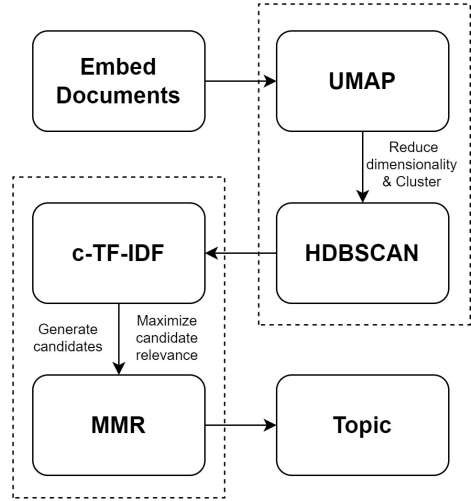 Embed
Documents
UMAP
Reduce
dimensionality
& Cluster
HDBSCAN
c-TF-IDF
Generate
candidates
Maximize
candidate
relevance
MMR
Topic